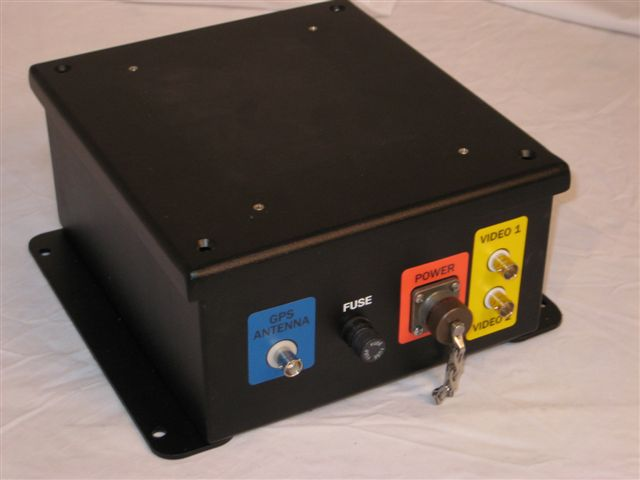 GPS
ANTENNA
FUSE
POWER
VIDEO 1
VIDEO 2